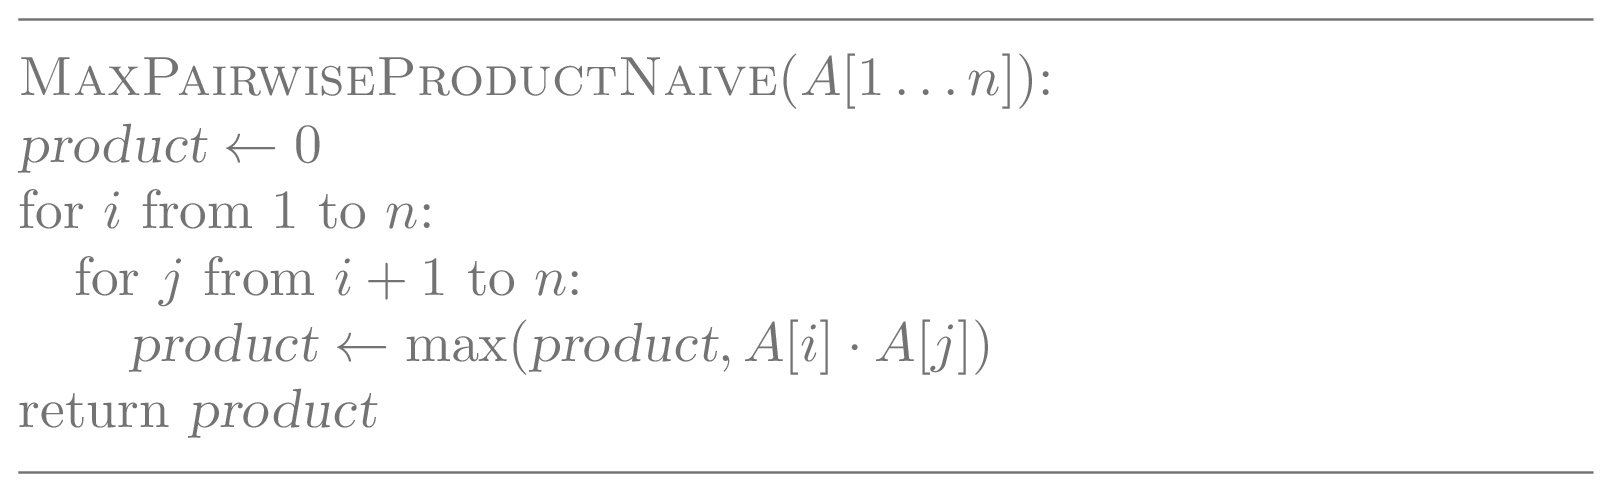 MAXPAIRWISEPRODUCTNAIVE(A[1 … n]):
product ← 0
for i from 1 to n:
for j from i + 1 to n:
product ← max(product, A[i] · A[j])
return product